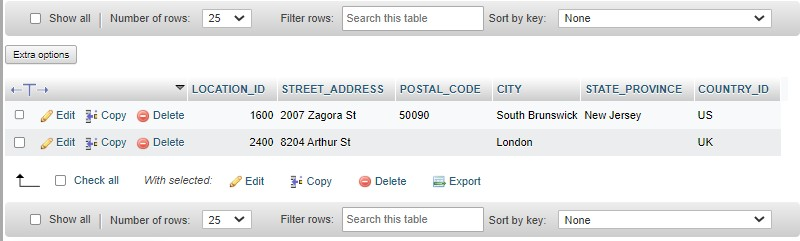 Show all | Number of rows: 25 Filter rows: Search this table Sort by key: None
Extra options
←T→ LOCATION_ID STREET_ADDRESS POSTAL_CODE CITY STATE_PROVINCE COUNTRY_ID
Edit Copy Delete 1600 2007 Zagora St 50090 South Brunswick New Jersey US
Edit Copy Delete 2400 8204 Arthur St London UK
Check all With selected: Edit Copy Delete Export
Show all | Number of rows: 25 Filter rows: Search this table Sort by key: None